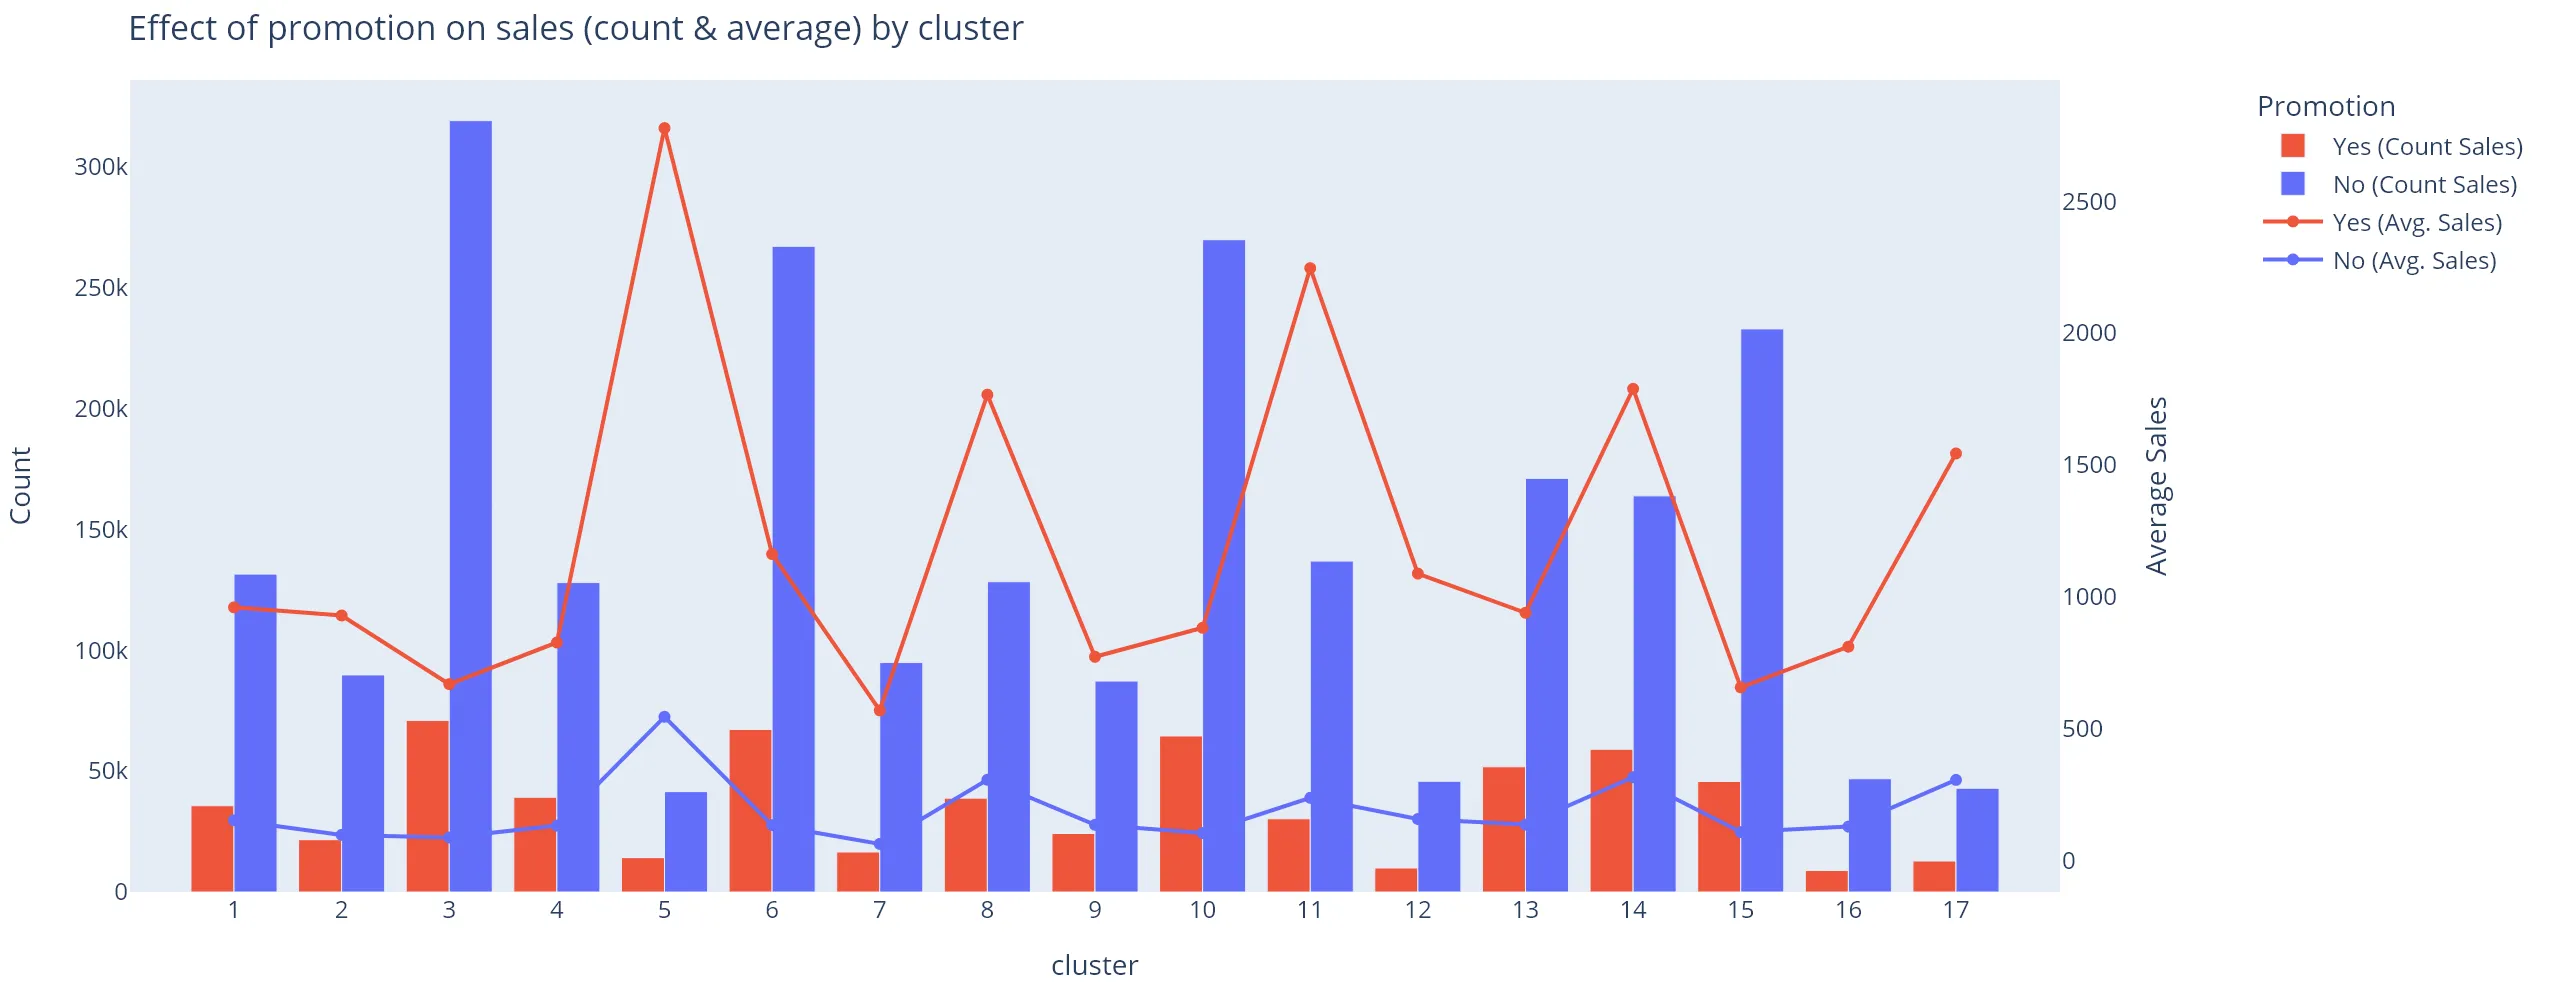 Effect of promotion on sales (count & average) by cluster
Promotion
Yes (Count Sales)
No (Count Sales)
Yes (Avg. Sales)
No (Avg. Sales)
Count
300k
250k
200k
150k
100k
50k
0
2500
2000
1500
1000
500
0
Average Sales
1 2 3 4 5 6 7 8 9 10 11 12 13 14 15 16 17
cluster